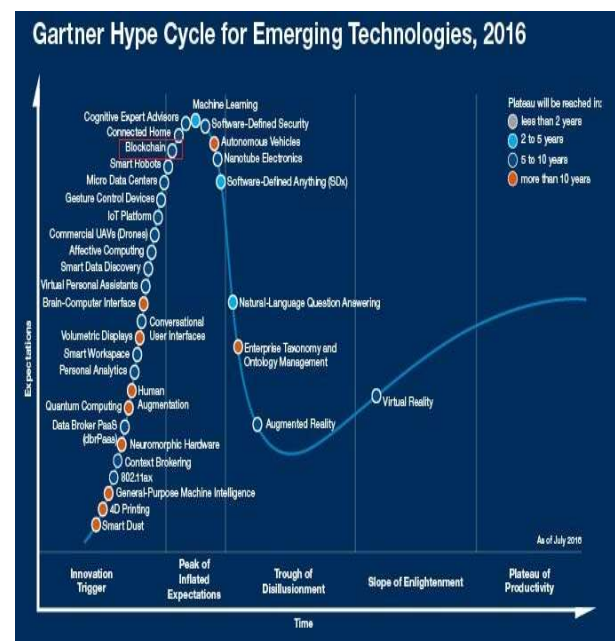 Gartner Hype Cycle for Emerging Technologies, 2016
Plateau will be reached in:
less than 2 years
2 to 5 years
5 to 10 years
more than 10 years
Machine Learning
Cognitive Expert Advisors
Software-Defined Security
Connected Home
Autonomous Vehicles
Blockchain
Nanotube Electronics
Smart Robots
Micro Data Centers
Software-Defined Anything (SDx)
Gesture Control Devices
IoT Platform
Commercial UAVs (Drones)
Affective Computing
Smart Data Discovery
Virtual Personal Assistants
Brain-Computer Interface
Natural-Language Question Answering
Conversational
User Interfaces
Volumetric Displays
Enterprise Taxonomy and
Ontology Management
Smart Workspace
Personal Analytics
Virtual Reality
Human
Augmentation
Quantum Computing
Data Broker PaaS
(dbrPaas)
Augmented Reality
Neuromorphic Hardware
Context Brokering
802.11ax
General-Purpose Machine Intelligence
4D Printing
Smart Dust
As of July 2016
Expectations
Innovation
Trigger
Peak of
Inflated
Expectations
Trough of
Disillusionment
Slope of Enlightenment
Plateau of
Productivity
Time